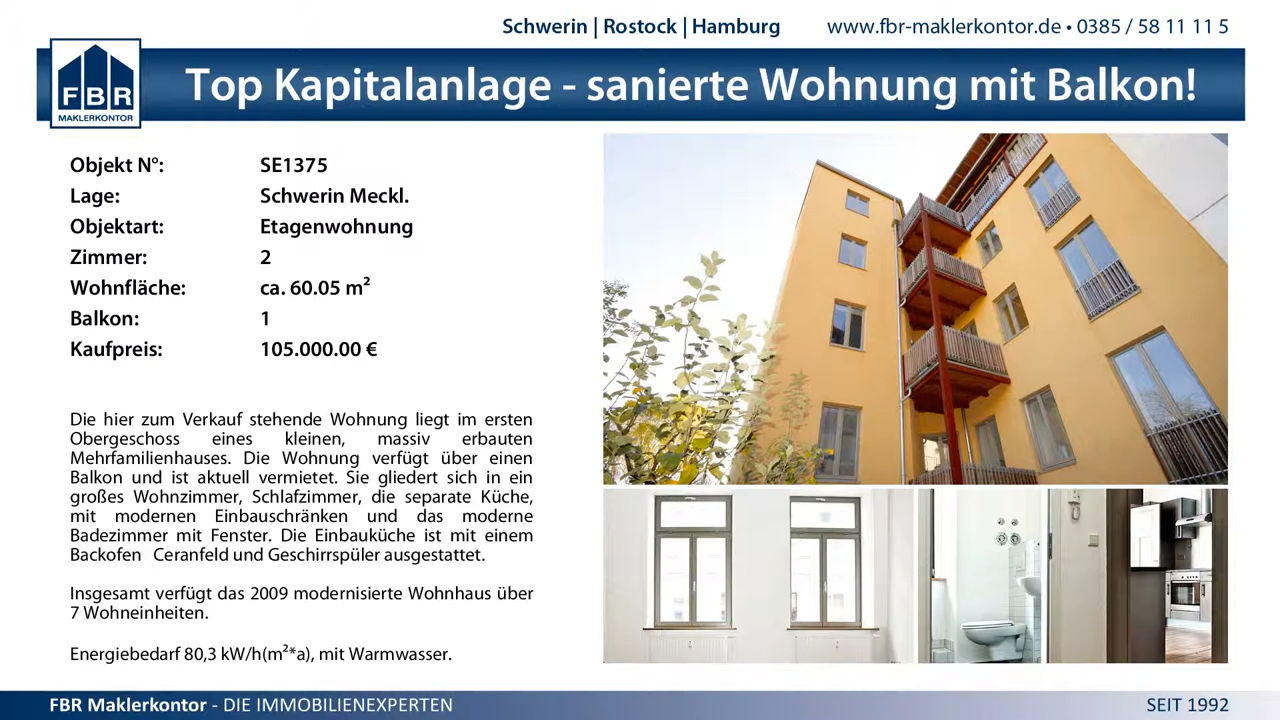 Schwerin | Rostock | Hamburg www.fbr-maklerkontor.de • 0385 / 58 11 11 5
FBR
MAKLERKONTOR
Top Kapitalanlage - sanierte Wohnung mit Balkon!
Objekt N°: SE1375
Lage: Schwerin Meckl.
Objektart: Etagenwohnung
Zimmer: 2
Wohnfläche: ca. 60.05 m²
Balkon: 1
Kaufpreis: 105.000.00 €
Die hier zum Verkauf stehende Wohnung liegt im ersten
Obergeschoss eines kleinen, massiv erbauten
Mehrfamilienhauses. Die Wohnung verfügt über einen
Balkon und ist aktuell vermietet. Sie gliedert sich in ein
großes Wohnzimmer, Schlafzimmer, die separate Küche,
mit modernen Einbauschränken und das moderne
Badezimmer mit Fenster. Die Einbauküche ist mit einem
Backofen Ceranfeld und Geschirrspüler ausgestattet.
Insgesamt verfügt das 2009 modernisierte Wohnhaus über
7 Wohneinheiten.
Energiebedarf 80,3 kW/h(m²*a), mit Warmwasser.
FBR Maklerkontor - DIE IMMOBILIENEXPERTEN SEIT 1992